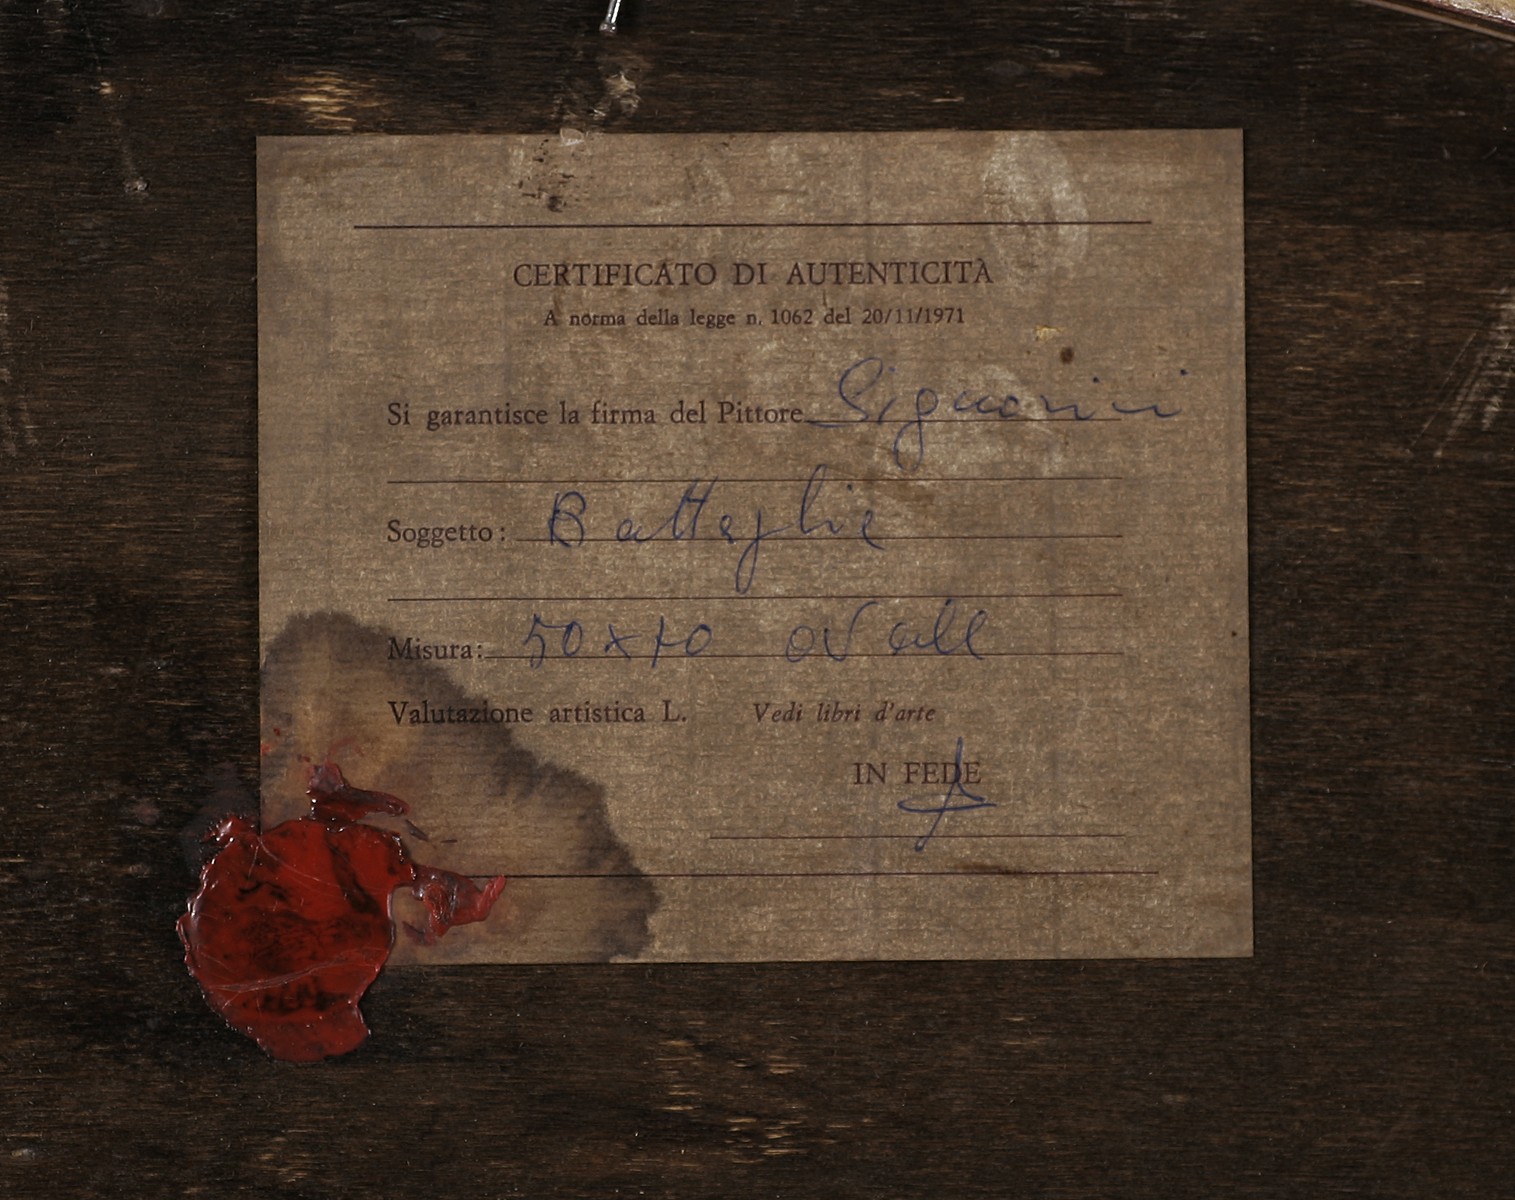 CERTIFICATO DI AUTENTICITÀ
A norma della legge n. 1062 del 20/11/1971
Si garantisce la firma del Pittore Signorini
Soggetto: Battaglie
Misura: 50x70 ovale
Valutazione artistica L. Vedi libri d'arte
IN FEDE